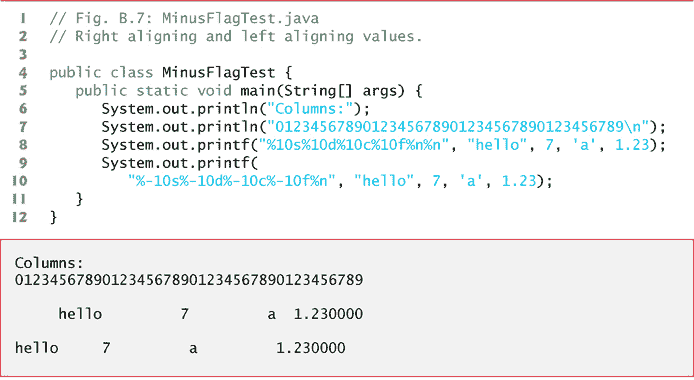 1 // Fig. B.7: MinusFlagTest.java
2 // Right aligning and left aligning values.
3
4 public class MinusFlagTest {
5    public static void main(String[] args) {
6       System.out.println("Columns:");
7       System.out.println("0123456789012345678901234567890123456789\n");
8       System.out.printf("%10s%10d%10c%10f%n%n", "hello", 7, 'a', 1.23);
9       System.out.printf(
10          "%-10s%-10d%-10c%-10f%n", "hello", 7, 'a', 1.23);
11    }
12 }
Columns:
0123456789012345678901234567890123456789
     hello         7         a  1.230000
hello     7         a         1.230000